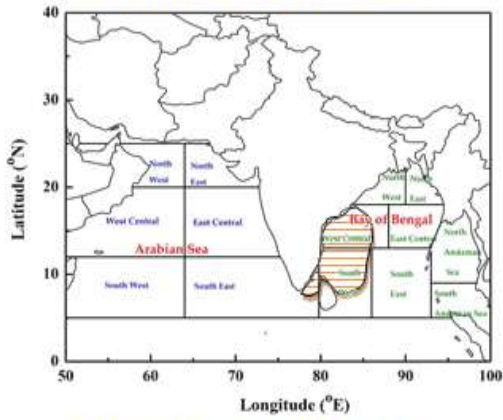 40
30
20
10
0
Latitude (°N)
North
West
North
East
West Central
East Central
Arabian Sea
South West
South East
North
West
North
East
Bay of Bengal
West Central
East Central
South
South
East
North
Andaman
Sea
South
Andaman Sea
50
60
70
80
90
100
Longitude (°E)